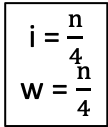 i = n/4
w = n/4